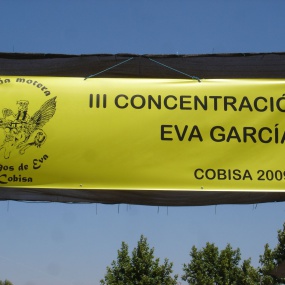 motera
III CONCENTRACIÓ
EVA GARCÍA
de Eva
Cobisa
COBISA 2009